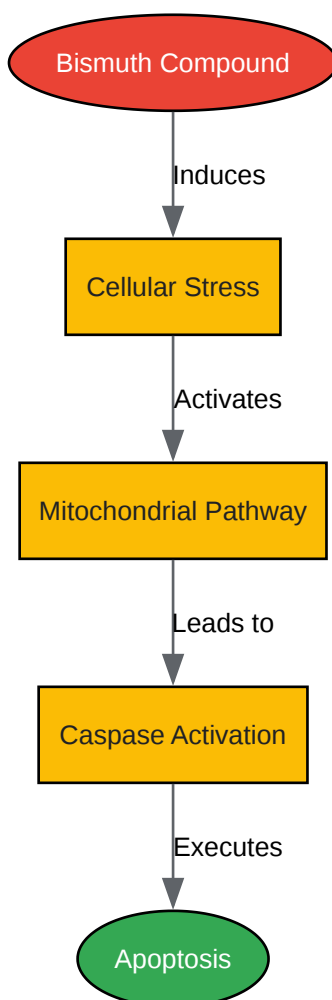 Bismuth Compound
Induces
Cellular Stress
Activates
Mitochondrial Pathway
Leads to
Caspase Activation
Executes
Apoptosis